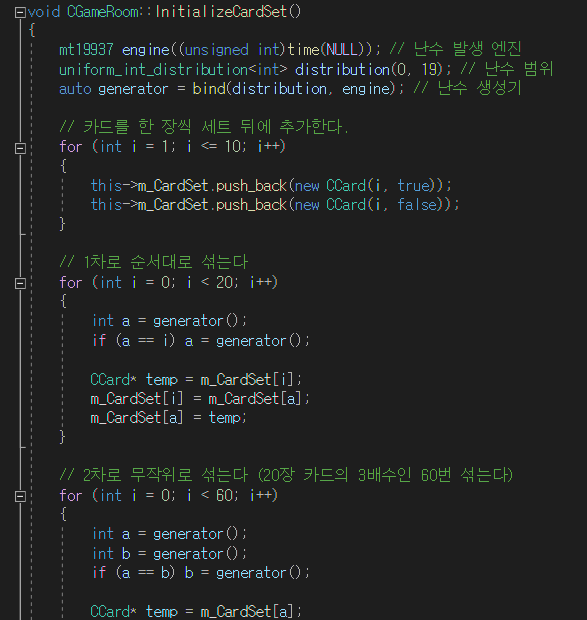 void CGameRoom::InitializeCardSet()
{
mt19937 engine((unsigned int)time(NULL)); // 난수 발생 엔진
uniform_int_distribution<int> distribution(0, 19); // 난수 범위
auto generator = bind(distribution, engine); // 난수 생성기
// 카드를 한 장씩 세트 뒤에 추가한다.
for (int i = 1; i <= 10; i++)
{
this->m_CardSet.push_back(new CCard(i, true));
this->m_CardSet.push_back(new CCard(i, false));
}
// 1차로 순서대로 섞는다
for (int i = 0; i < 20; i++)
{
int a = generator();
if (a == i) a = generator();
CCard* temp = m_CardSet[i];
m_CardSet[i] = m_CardSet[a];
m_CardSet[a] = temp;
}
// 2차로 무작위로 섞는다 (20장 카드의 3배수인 60번 섞는다)
for (int i = 0; i < 60; i++)
{
int a = generator();
int b = generator();
if (a == b) b = generator();
CCard* temp = m_CardSet[a];